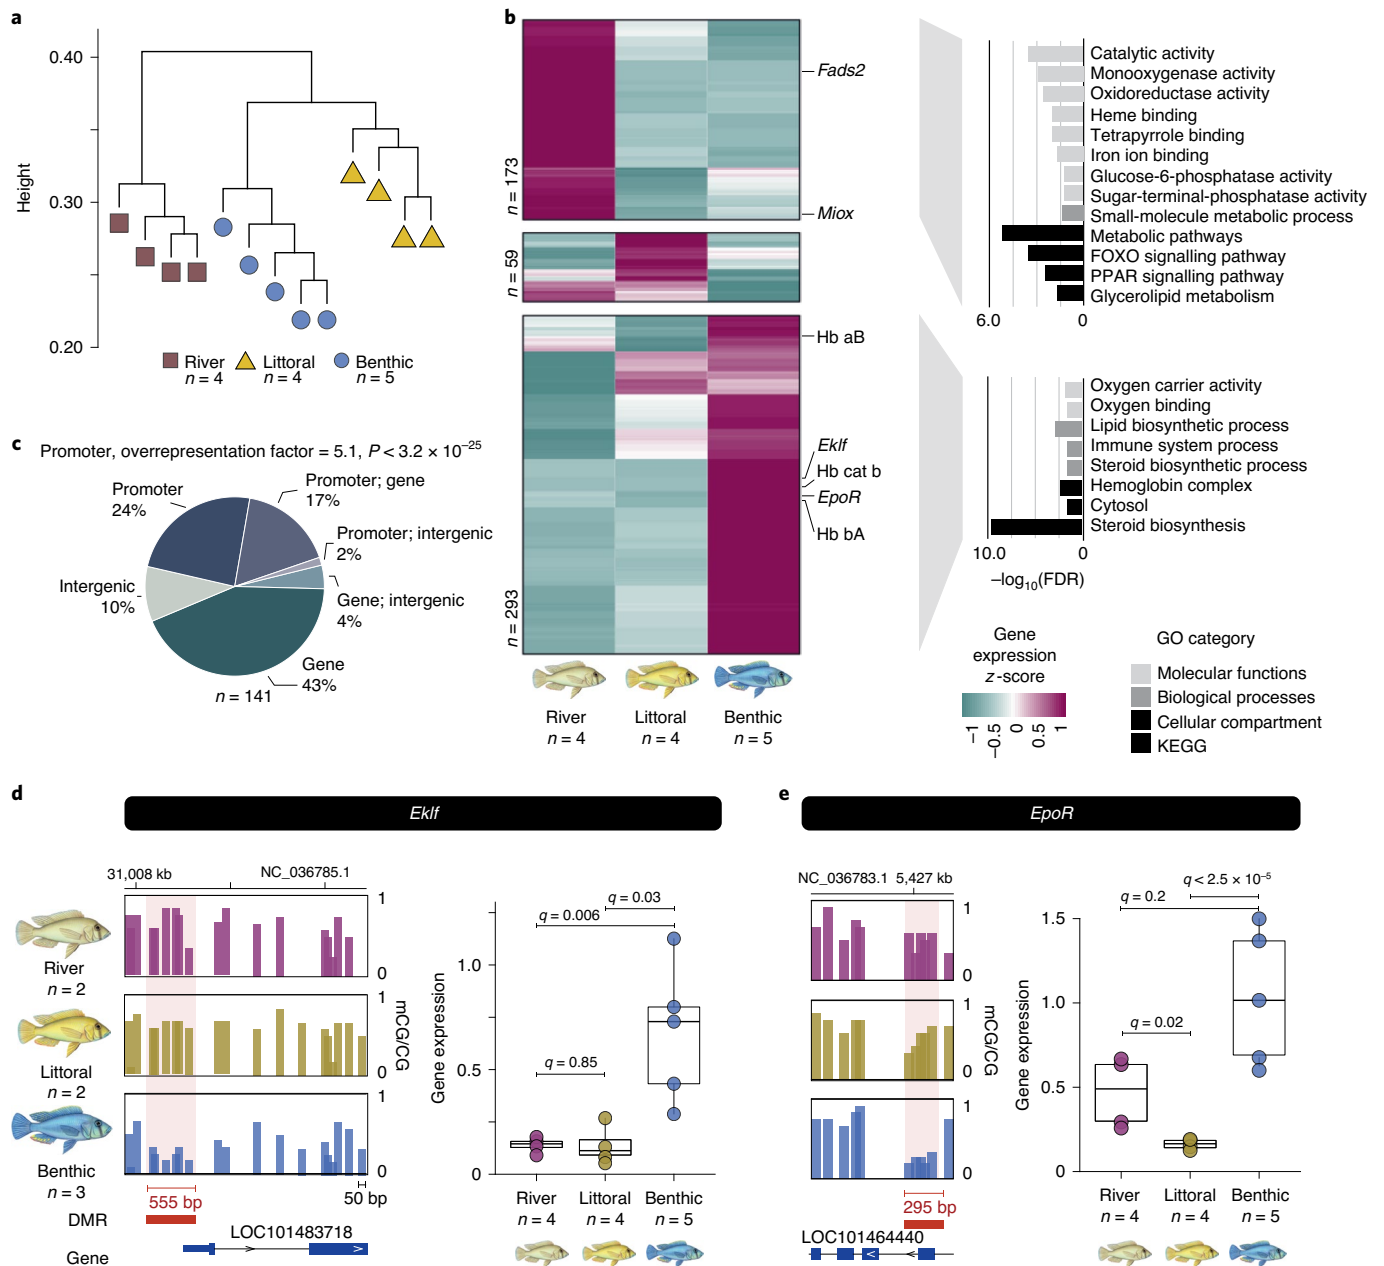 a
0.40
0.30
0.20
Height
River
n = 4
Littoral
n = 4
Benthic
n = 5
b
n = 173
n = 59
n = 293
Fads2
Miox
Hb aB
Eklf
Hb cat b
EpoR
Hb bA
River
n = 4
Littoral
n = 4
Benthic
n = 5
Catalytic activity
Monooxygenase activity
Oxidoreductase activity
Heme binding
Tetrapyrrole binding
Iron ion binding
Glucose-6-phosphatase activity
Sugar-terminal-phosphatase activity
Small-molecule metabolic process
Metabolic pathways
FOXO signalling pathway
PPAR signalling pathway
Glycerolipid metabolism
6.0 0
Oxygen carrier activity
Oxygen binding
Lipid biosynthetic process
Immune system process
Steroid biosynthetic process
Hemoglobin complex
Cytosol
Steroid biosynthesis
10.0 0
–log10(FDR)
Gene
expression
z-score
–1
–0.5
0
0.5
1
GO category
Molecular functions
Biological processes
Cellular compartment
KEGG
c
Promoter, overrepresentation factor = 5.1, P < 3.2 × 10–25
Promoter
24%
Promoter; gene
17%
Promoter; intergenic
2%
Gene; intergenic
4%
Intergenic
10%
Gene
43%
n = 141
d
Eklf
31,008 kb
NC_036785.1
River
n = 2
Littoral
n = 2
Benthic
n = 3
1
0
1
0
1
0
mCG/CG
50 bp
555 bp
DMR
LOC101483718
Gene
Gene expression
1.0
0.5
0
q = 0.03
q = 0.006
q = 0.85
River
n = 4
Littoral
n = 4
Benthic
n = 5
e
EpoR
NC_036783.1 5,427 kb
1
0
1
0
1
0
mCG/CG
295 bp
LOC101464440
Gene expression
1.5
1.0
0.5
0
q < 2.5 × 10–5
q = 0.2
q = 0.02
River
n = 4
Littoral
n = 4
Benthic
n = 5